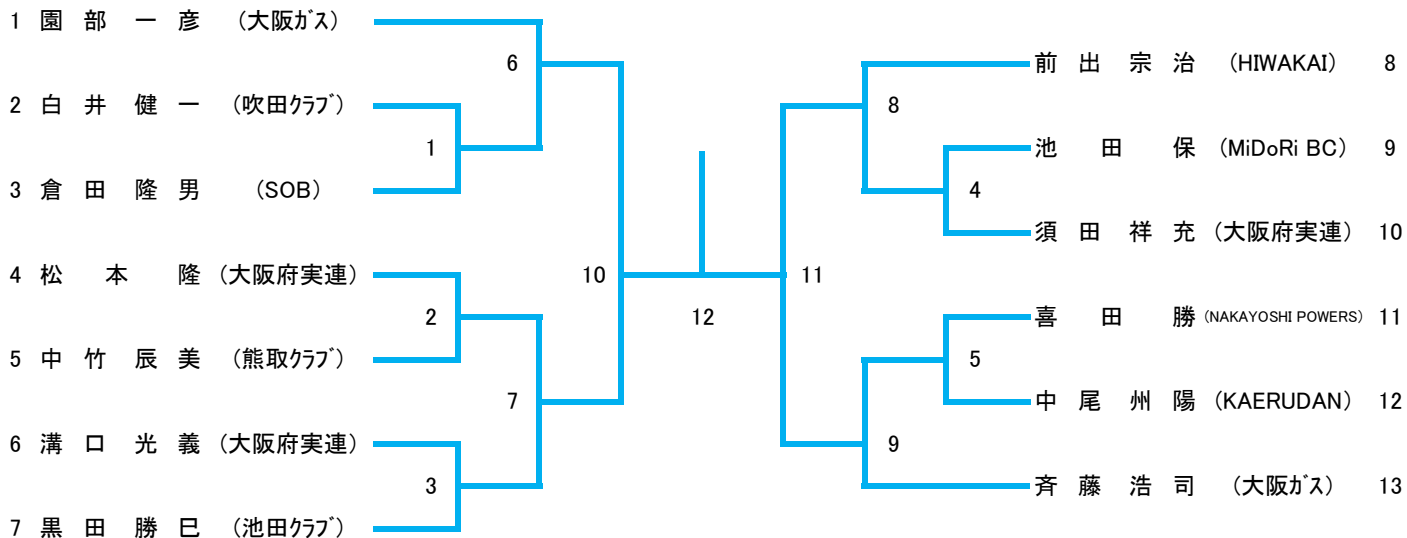 1 園部一彦 (大阪ｶﾞｽ)
6
2 白井健一 (吹田ｸﾗﾌﾞ)
1
3 倉田隆男 (SOB)
10
4 松本隆 (大阪府実連)
2
5 中竹辰美 (熊取ｸﾗﾌﾞ)
7
6 溝口光義 (大阪府実連)
3
7 黒田勝巳 (池田ｸﾗﾌﾞ)
12
前出宗治 (HIWAKAI) 8
8
池田保 (MiDoRi BC) 9
4
須田祥充 (大阪府実連) 10
11
喜田勝 (NAKAYOSHI POWERS) 11
5
中尾州陽 (KAERUDAN) 12
9
斉藤浩司 (大阪ｶﾞｽ) 13